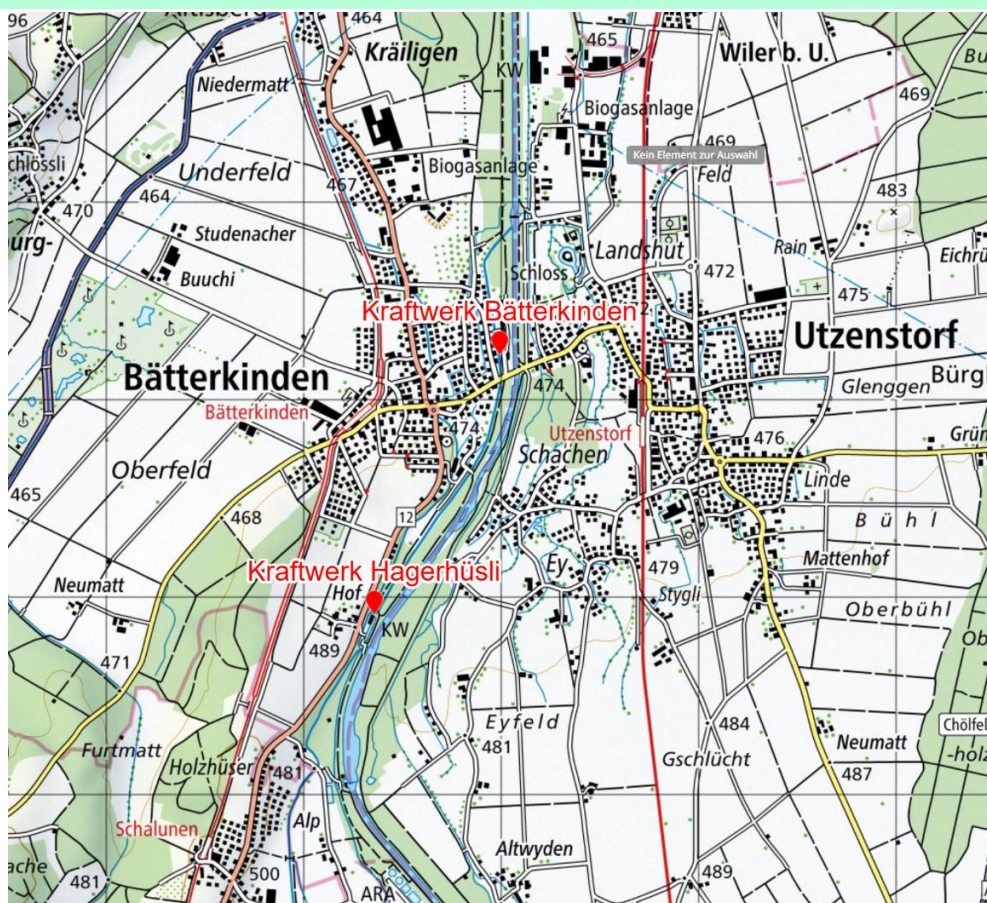 96
464
465
Kräiligen
Wiler b. U.
KW
Niedermatt
Biogasanlage
469
chlössli
Biogasanlage
469
Kein Element zur Auswahl
Underfeld
467
Feld
464
483
470
Studenacher
Landshut
Rain
urg-
Schloss
472
Buuchi
475
Kraftwerk Bätterkinden
Utzenstorf
Bätterkinden
474
Glenggen
Bätterkinden
474
Utzenstorf
476
Schachen
Oberfeld
Linde
465
468
12
Bühl
Mattenhof
Kraftwerk Hagerhüsli
Ey
479
Neumatt
Hof
Stygli
Oberbühl
KW
489
471
Eyfeld
484
Furtmatt
481
Neumatt
Holzhüser
481
Gschlücht
-holz
487
Schalunen
Alp
Altwyden
481
500
ARA
489